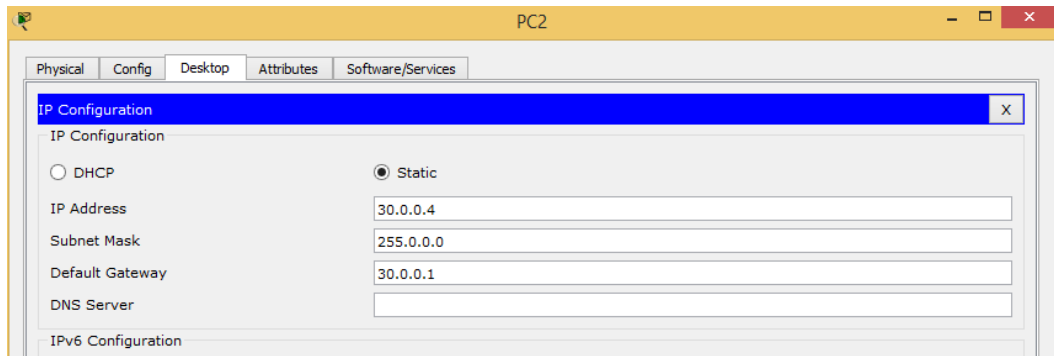 PC2
Physical Config Desktop Attributes Software/Services
IP Configuration X
IP Configuration
DHCP Static
IP Address 30.0.0.4
Subnet Mask 255.0.0.0
Default Gateway 30.0.0.1
DNS Server
IPv6 Configuration